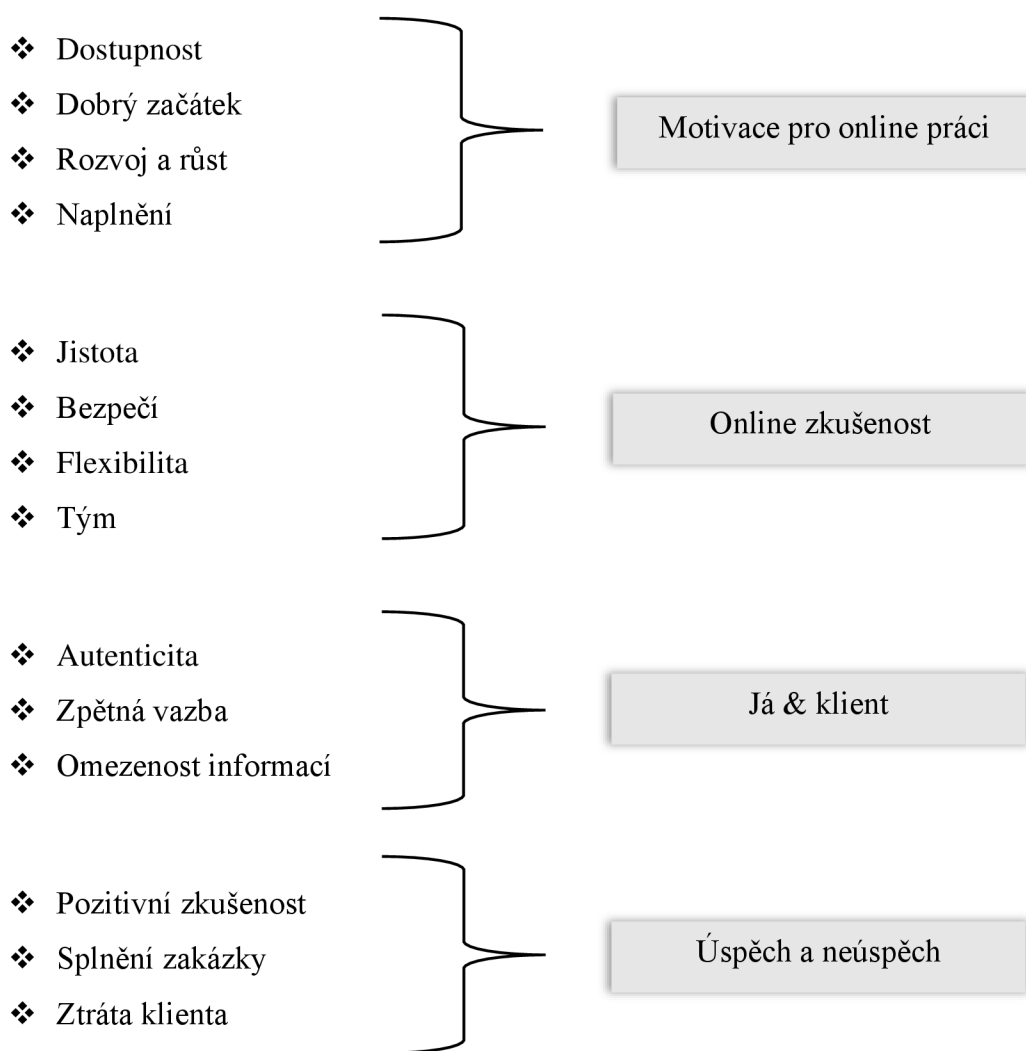 ❖ Dostupnost
❖ Dobrý začátek
❖ Rozvoj a růst
❖ Naplnění
Motivace pro online práci
❖ Jistota
❖ Bezpečí
❖ Flexibilita
❖ Tým
Online zkušenost
❖ Autenticita
❖ Zpětná vazba
❖ Omezenost informací
Já & klient
❖ Pozitivní zkušenost
❖ Splnění zakázky
❖ Ztráta klienta
Úspěch a neúspěch